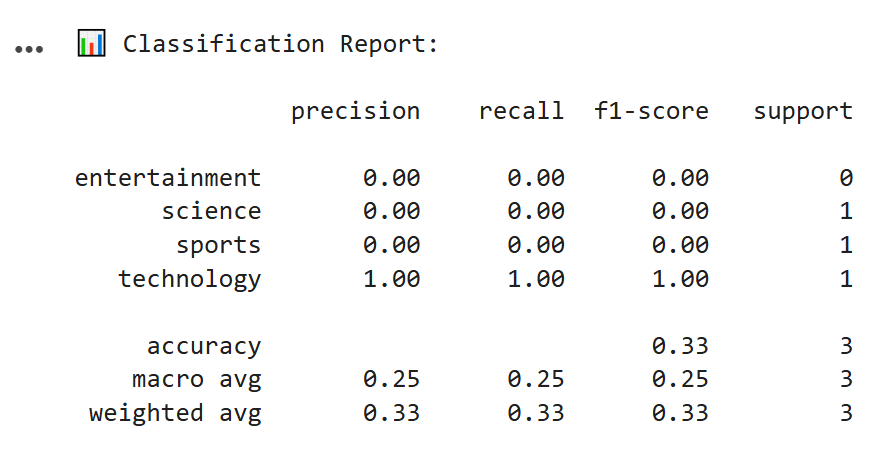 📊 Classification Report:
precision recall f1-score support
entertainment 0.00 0.00 0.00 0
science 0.00 0.00 0.00 1
sports 0.00 0.00 0.00 1
technology 1.00 1.00 1.00 1
accuracy 0.33 3
macro avg 0.25 0.25 0.25 3
weighted avg 0.33 0.33 0.33 3